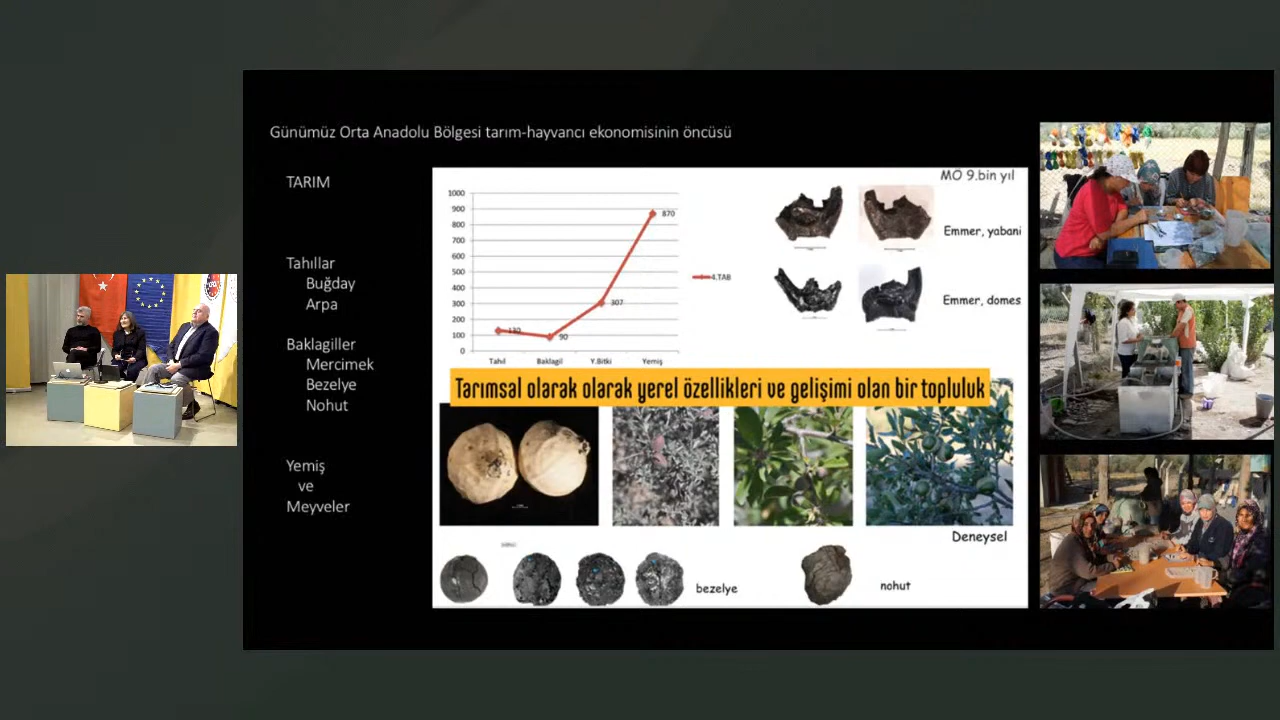 Günümüz Orta Anadolu Bölgesi tarım-hayvancı ekonomisinin öncüsü
TARIM
Tahıllar
Buğday
Arpa
Baklagiller
Mercimek
Bezelye
Nohut
Yemiş
ve
Meyveler
1000
900
800
700
600
500
400
300
200
100
0
130
90
307
870
Tahıl
Baklagil
Y.Bitki
Yemiş
4.TAB
MÖ 9.bin yıl
Emmer, yabani
Emmer, domes
Tarımsal olarak olarak yerel özellikleri ve gelişimi olan bir topluluk
Deneysel
bezelye
nohut